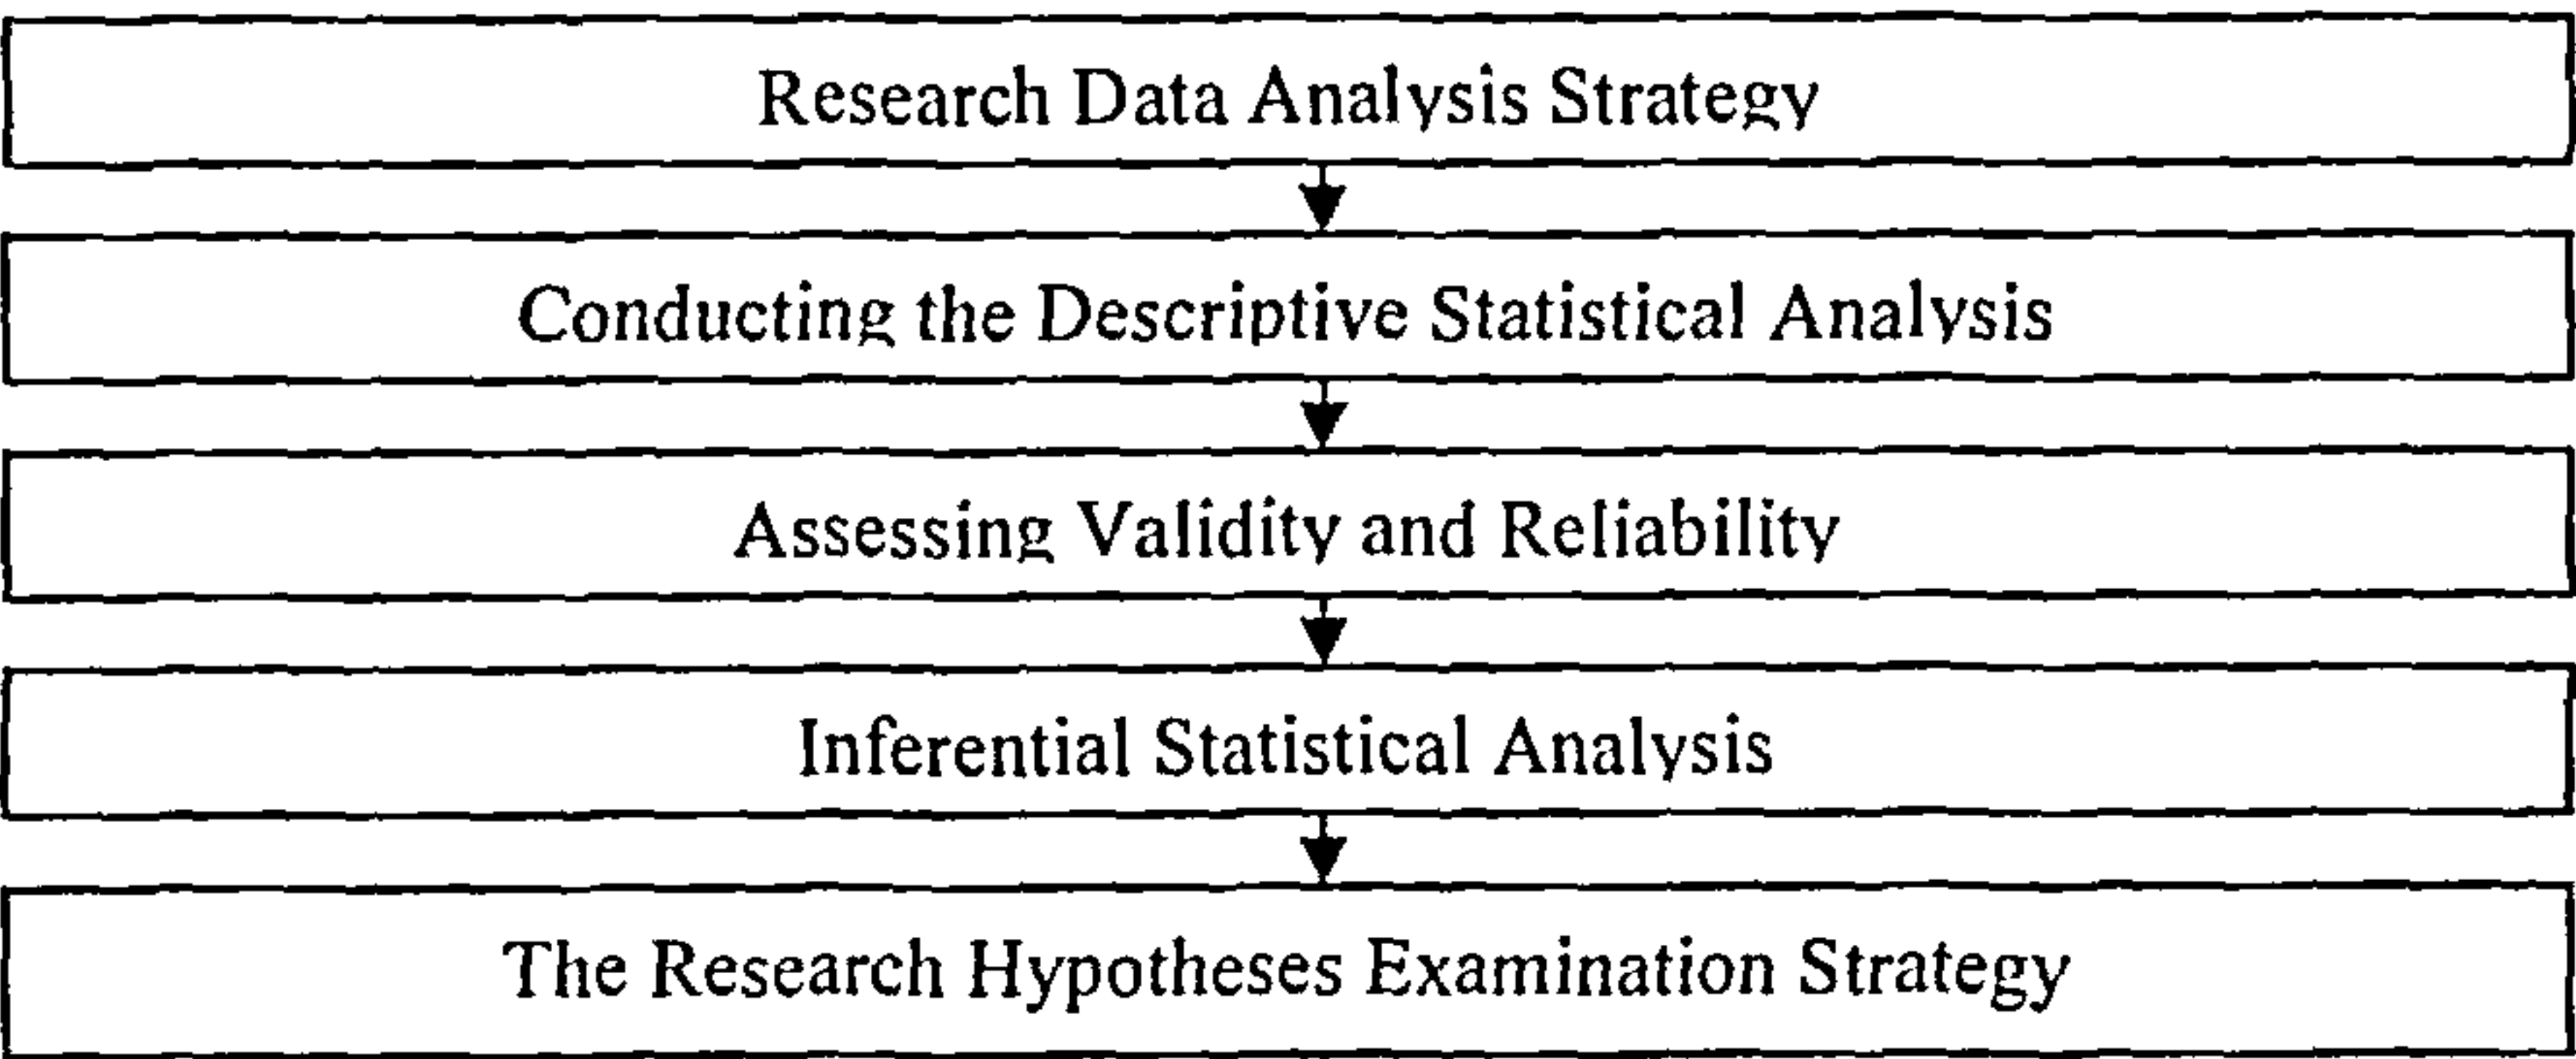 Research Data Analysis Strategy
Conducting the Descriptive Statistical Analysis
Assessing Validity and Reliability
Inferential Statistical Analysis
The Research Hypotheses Examination Strategy